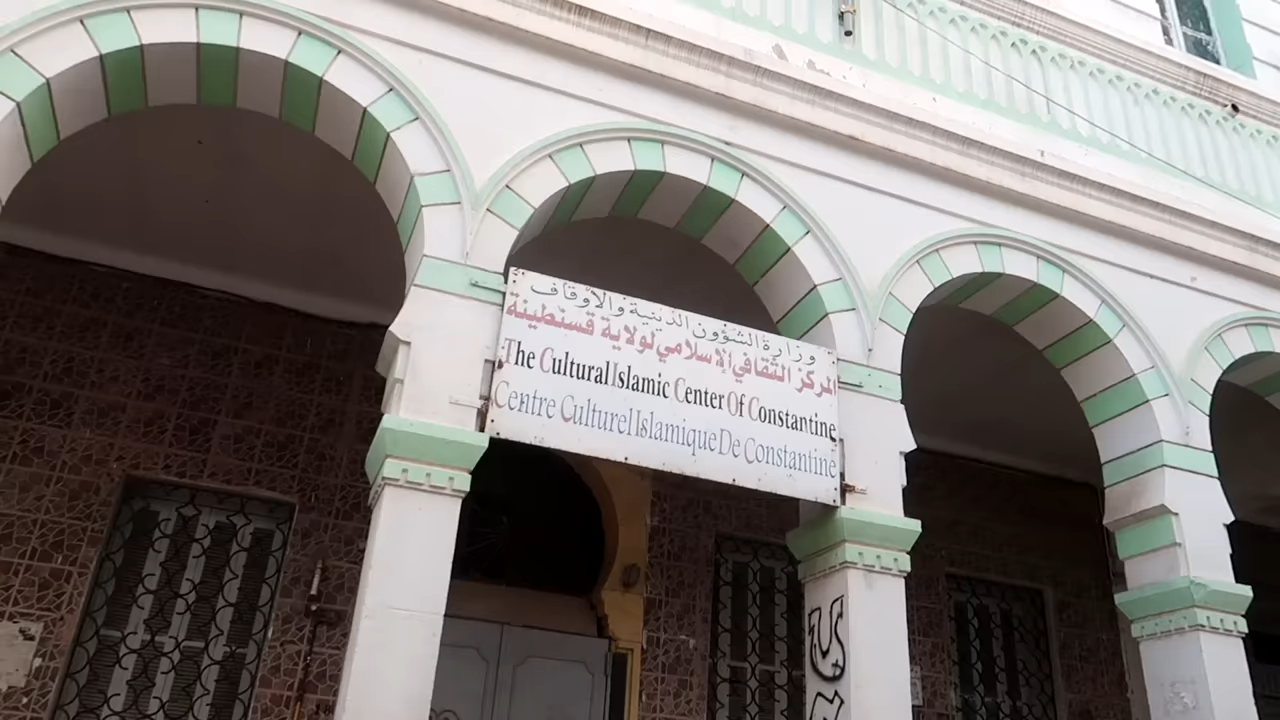 وزارة الشؤون الدينية والأوقاف
المركز الثقافي الإسلامي لولاية قسنطينة
The Cultural Islamic Center Of Constantine
Centre Culturel Islamique De Constantine
U